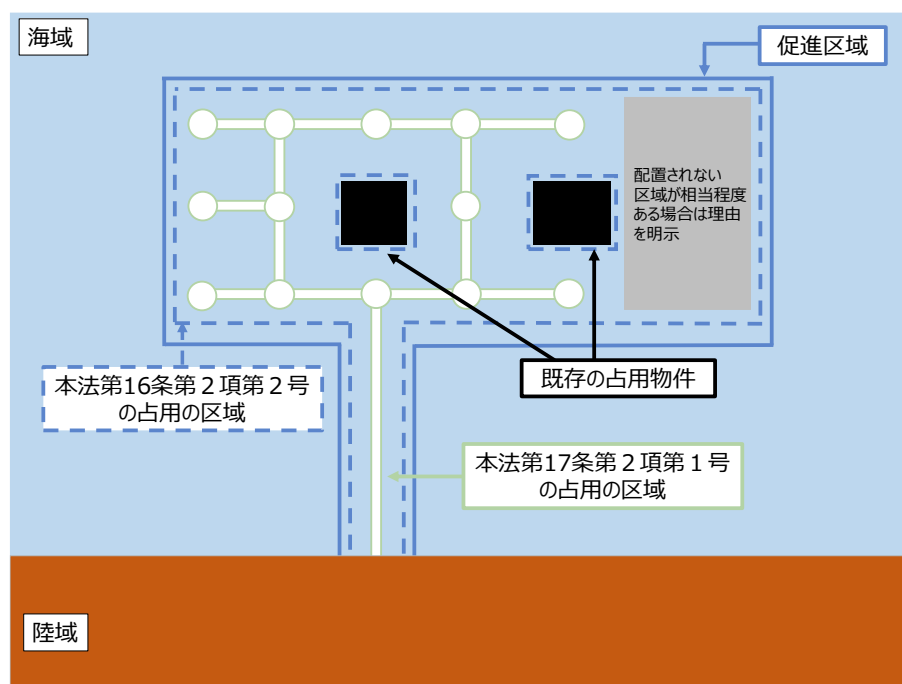 海域
促進区域
配置されない
区域が相当程度
ある場合は理由
を明示
既存の占用物件
本法第16条第２項第２号
の占用の区域
本法第17条第２項第１号
の占用の区域
陸域